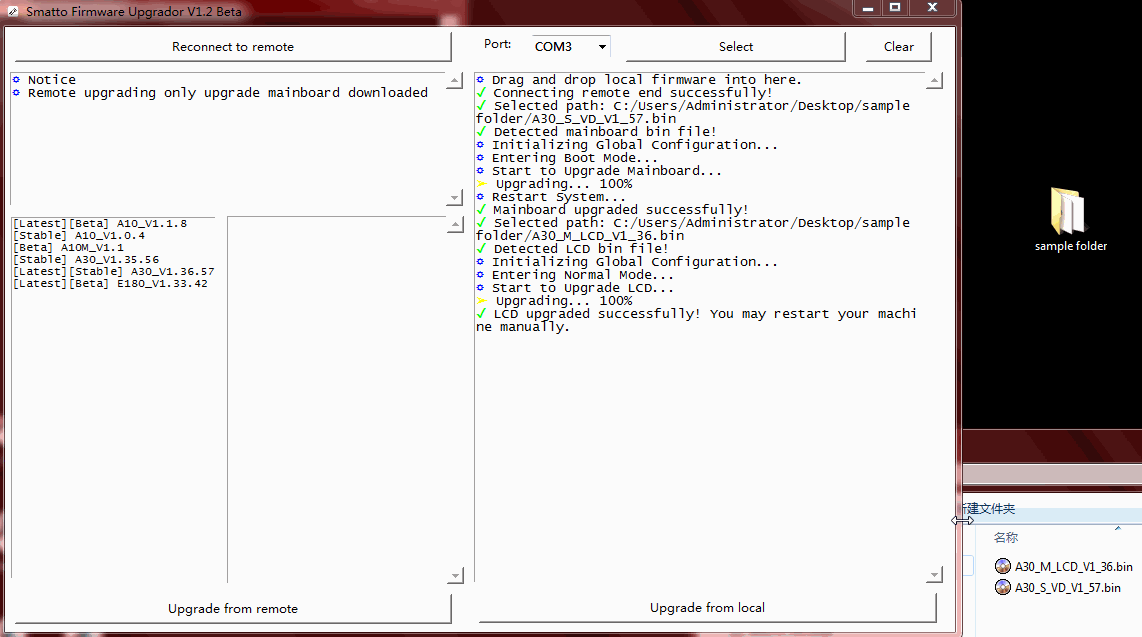 Smatto Firmware Upgrador V1.2 Beta
Reconnect to remote
Port:
COM3
Select
Clear
Notice
Remote upgrading only upgrade mainboard downloaded
[Latest][Beta] A10_V1.1.8
[Stable] A10_V1.0.4
[Beta] A10M_V1.1
[Stable] A30_V1.35.56
[Latest][Stable] A30_V1.36.57
[Latest][Beta] E180_V1.33.42
Drag and drop local firmware into here.
✓ Connecting remote end successfully!
✓ Selected path: C:/Users/Administrator/Desktop/sample
folder/A30_S_VD_V1_57.bin
✓ Detected mainboard bin file!
Initializing Global Configuration...
Entering Boot Mode...
Start to Upgrade Mainboard...
➤ Upgrading... 100%
Restart System...
✓ Mainboard upgraded successfully!
✓ Selected path: C:/Users/Administrator/Desktop/sample
folder/A30_M_LCD_V1_36.bin
✓ Detected LCD bin file!
Initializing Global Configuration...
Entering Normal Mode...
Start to Upgrade LCD...
➤ Upgrading... 100%
✓ LCD upgraded successfully! You may restart your machi
ne manually.
Upgrade from remote
Upgrade from local
sample folder
建文件夹
名称
A30_M_LCD_V1_36.bin
A30_S_VD_V1_57.bin